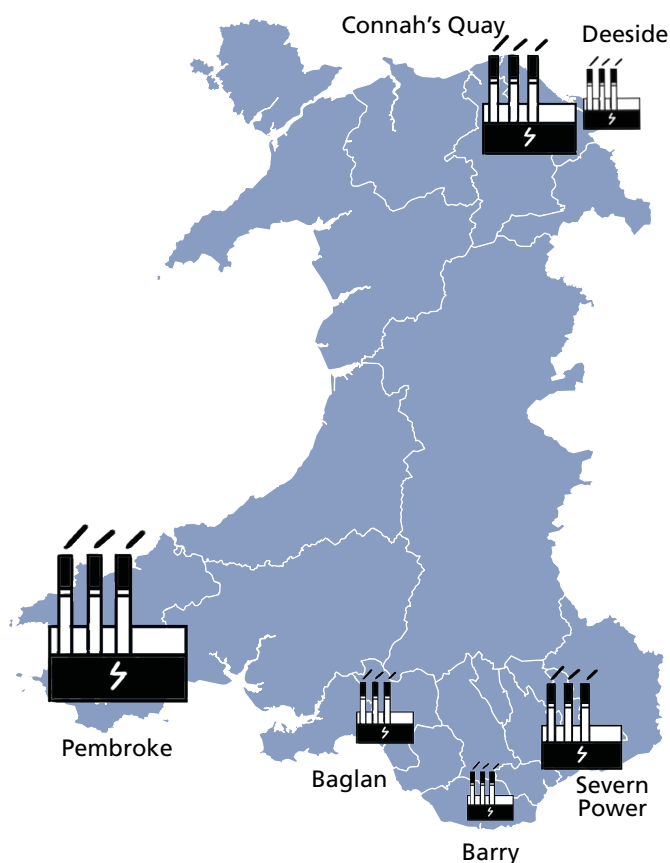 Connah's Quay
Deeside
Pembroke
Baglan
Severn
Power
Barry